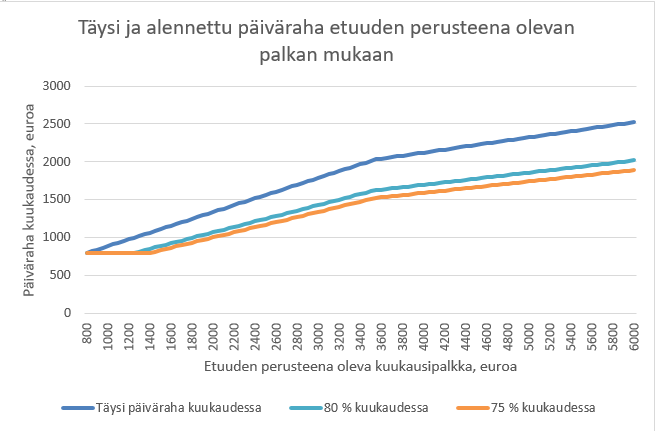 Täysi ja alennettu päiväraha etuuden perusteena olevan
palkan mukaan
Päiväraha kuukaudessa, euroa
3000
2500
2000
1500
1000
500
0
800 1000 1200 1400 1600 1800 2000 2200 2400 2600 2800 3000 3200 3400 3600 3800 4000 4200 4400 4600 4800 5000 5200 5400 5600 5800 6000
Etuuden perusteena oleva kuukausipalkka, euroa
Täysi päiväraha kuukaudessa 80 % kuukaudessa 75 % kuukaudessa